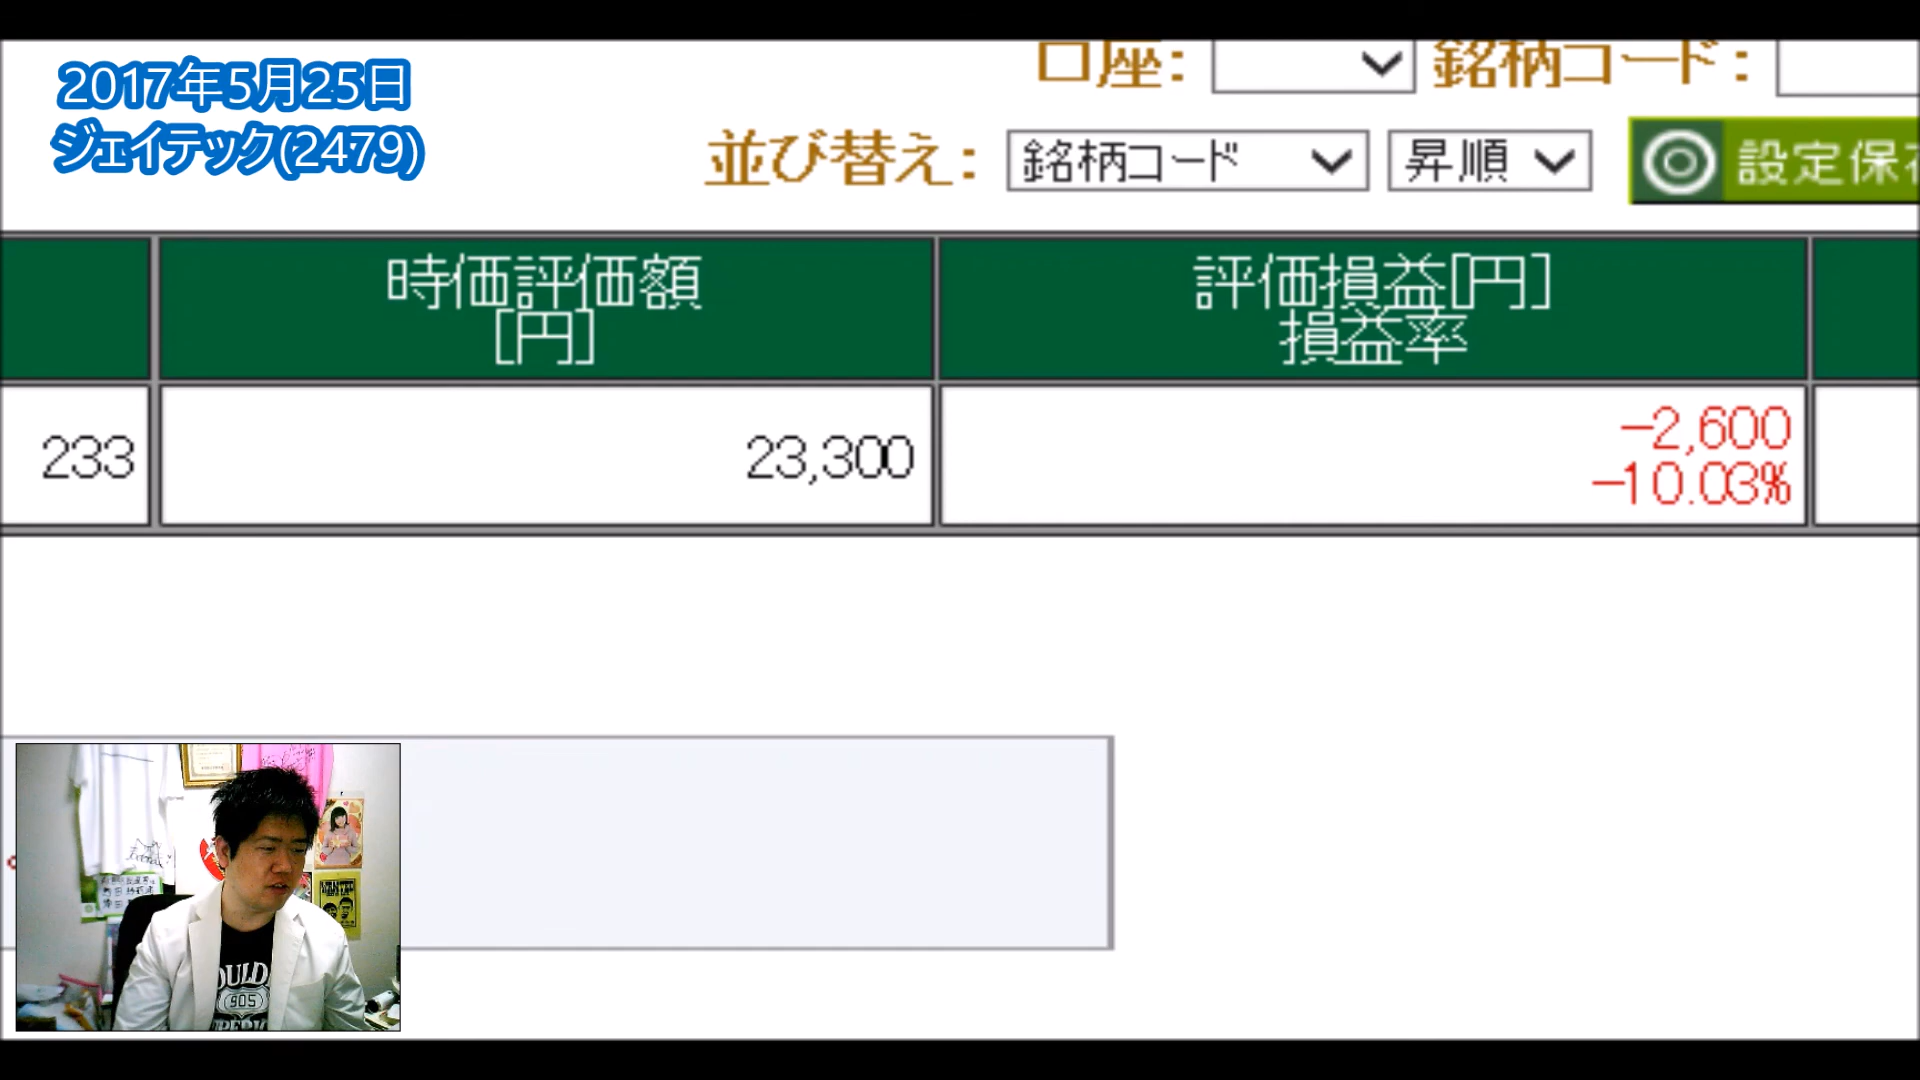 2017年5月25日
ジェイテック(2479)
口座:
銘柄コード:
並び替え:
銘柄コード
昇順
設定保存
時価評価額
[円]
評価損益[円]
損益率
233
23,300
-2,600
-10.03%
WANTED
905